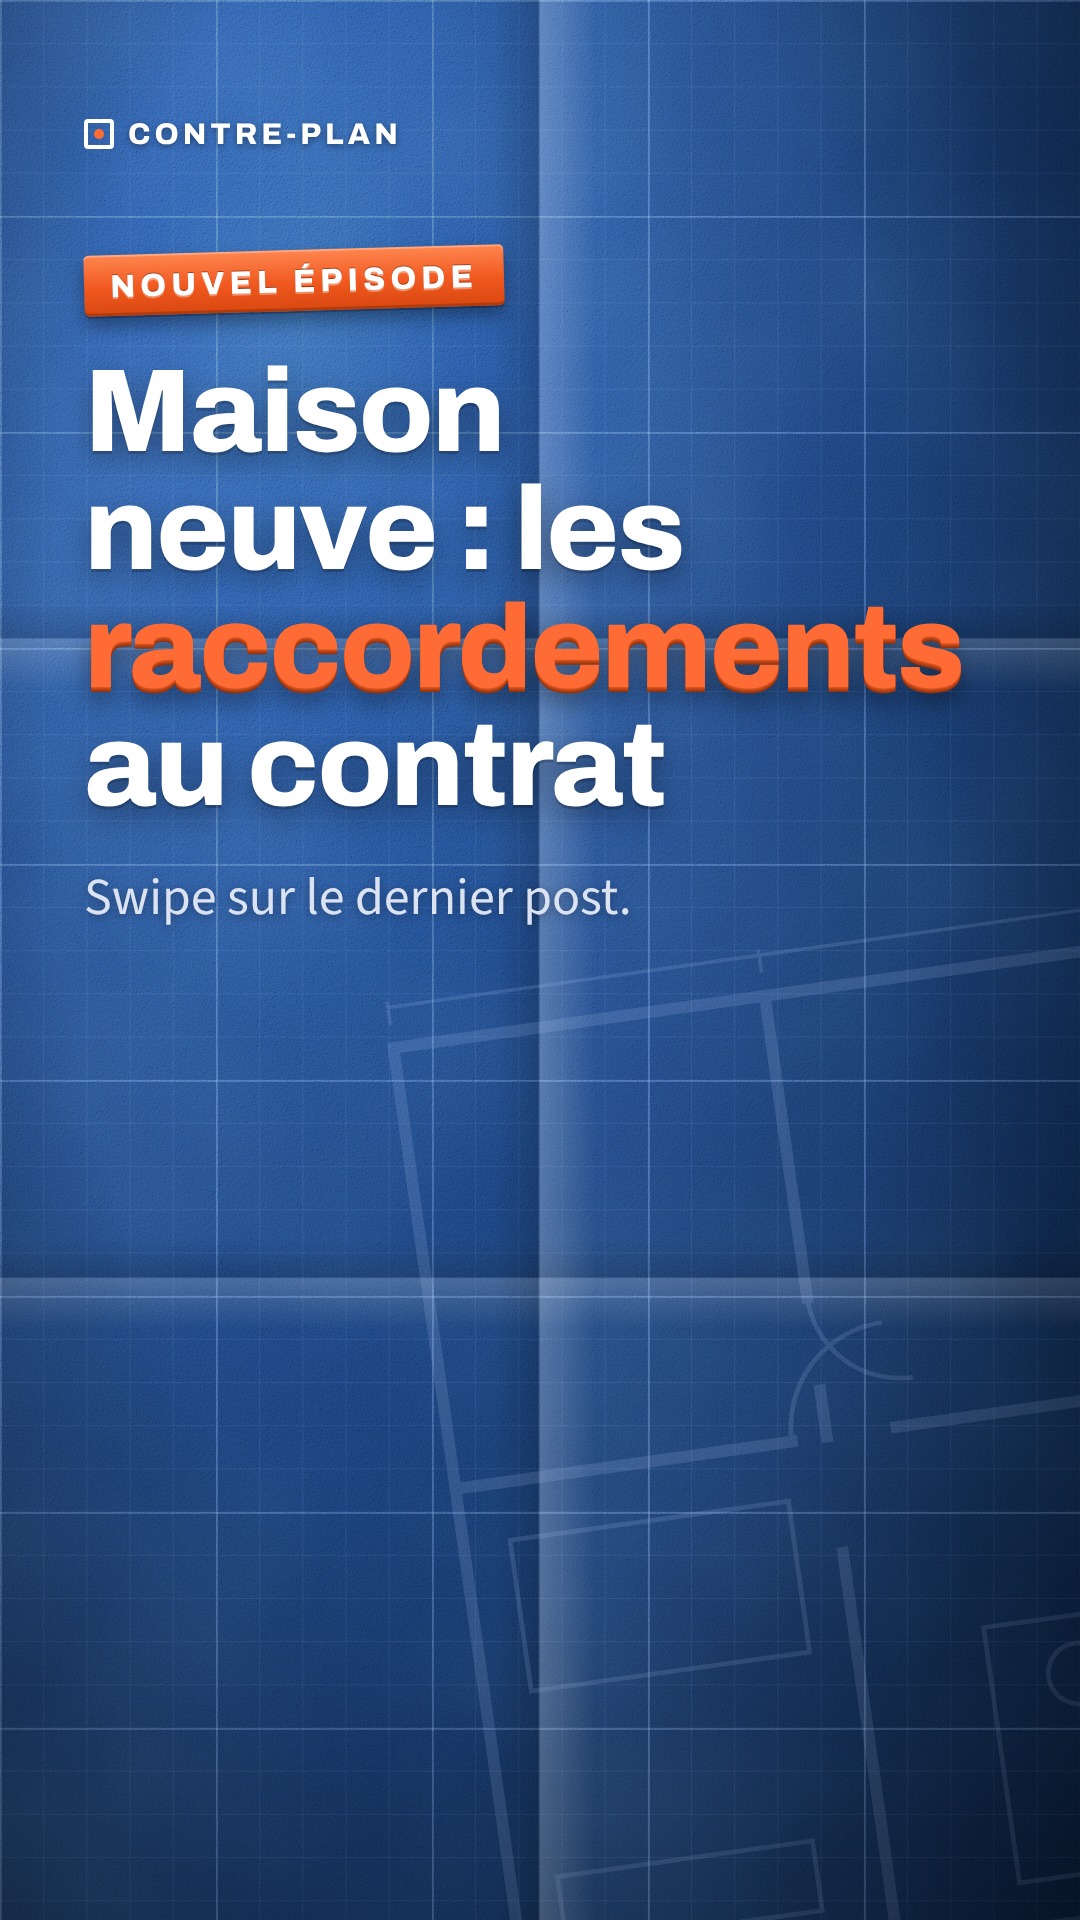 CONTRE-PLAN
NOUVEL ÉPISODE
Maison
neuve : les
raccordements
au contrat
Swipe sur le dernier post.